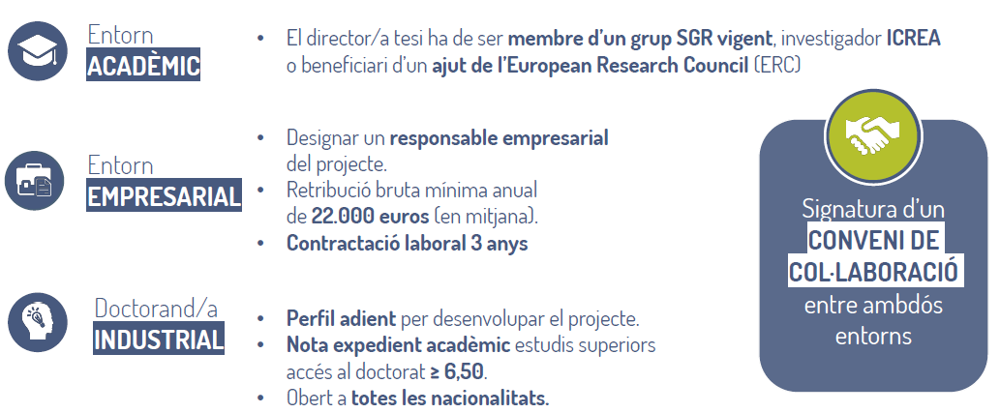 Entorn
ACADÈMIC
• El director/a tesi ha de ser membre d'un grup SGR vigent, investigador ICREA
o beneficiari d'un ajut de l'European Research Council (ERC)
Entorn
EMPRESARIAL
• Designar un responsable empresarial
del projecte.
• Retribució bruta mínima anual
de 22.000 euros (en mitjana).
• Contractació laboral 3 anys
Doctorand/a
INDUSTRIAL
• Perfil adient per desenvolupar el projecte.
• Nota expedient acadèmic estudis superiors
accés al doctorat ≥ 6,50.
• Obert a totes les nacionalitats.
Signatura d'un
CONVENI DE
COL·LABORACIÓ
entre ambdós
entorns